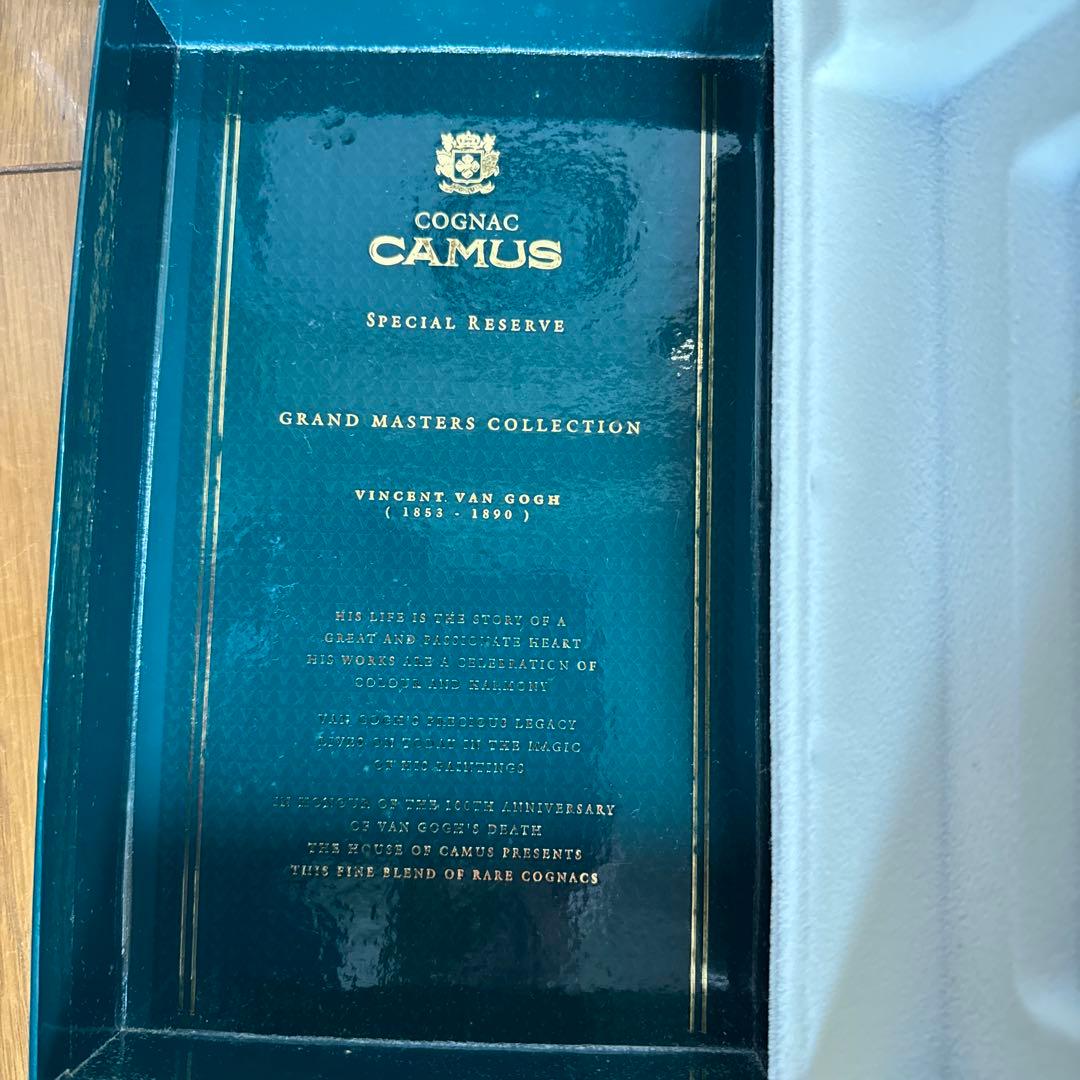 COGNAC
CAMUS
SPECIAL RESERVE
GRAND MASTERS COLLECTION
VINCENT VAN GOGH
( 1853 - 1890 )
HIS LIFE IS THE STORY OF A
GREAT AND PASSIONATE HEART
HIS WORKS ARE A CELEBRATION OF
COLOUR AND HARMONY
VAN GOGH'S PRECIOUS LEGACY
LIVES ON TODAY IN THE MAGIC
OF HIS PAINTINGS
IN HONOUR OF THE 100TH ANNIVERSARY
OF VAN GOGH'S DEATH
THE HOUSE OF CAMUS PRESENTS
THIS FINE BLEND OF RARE COGNACS